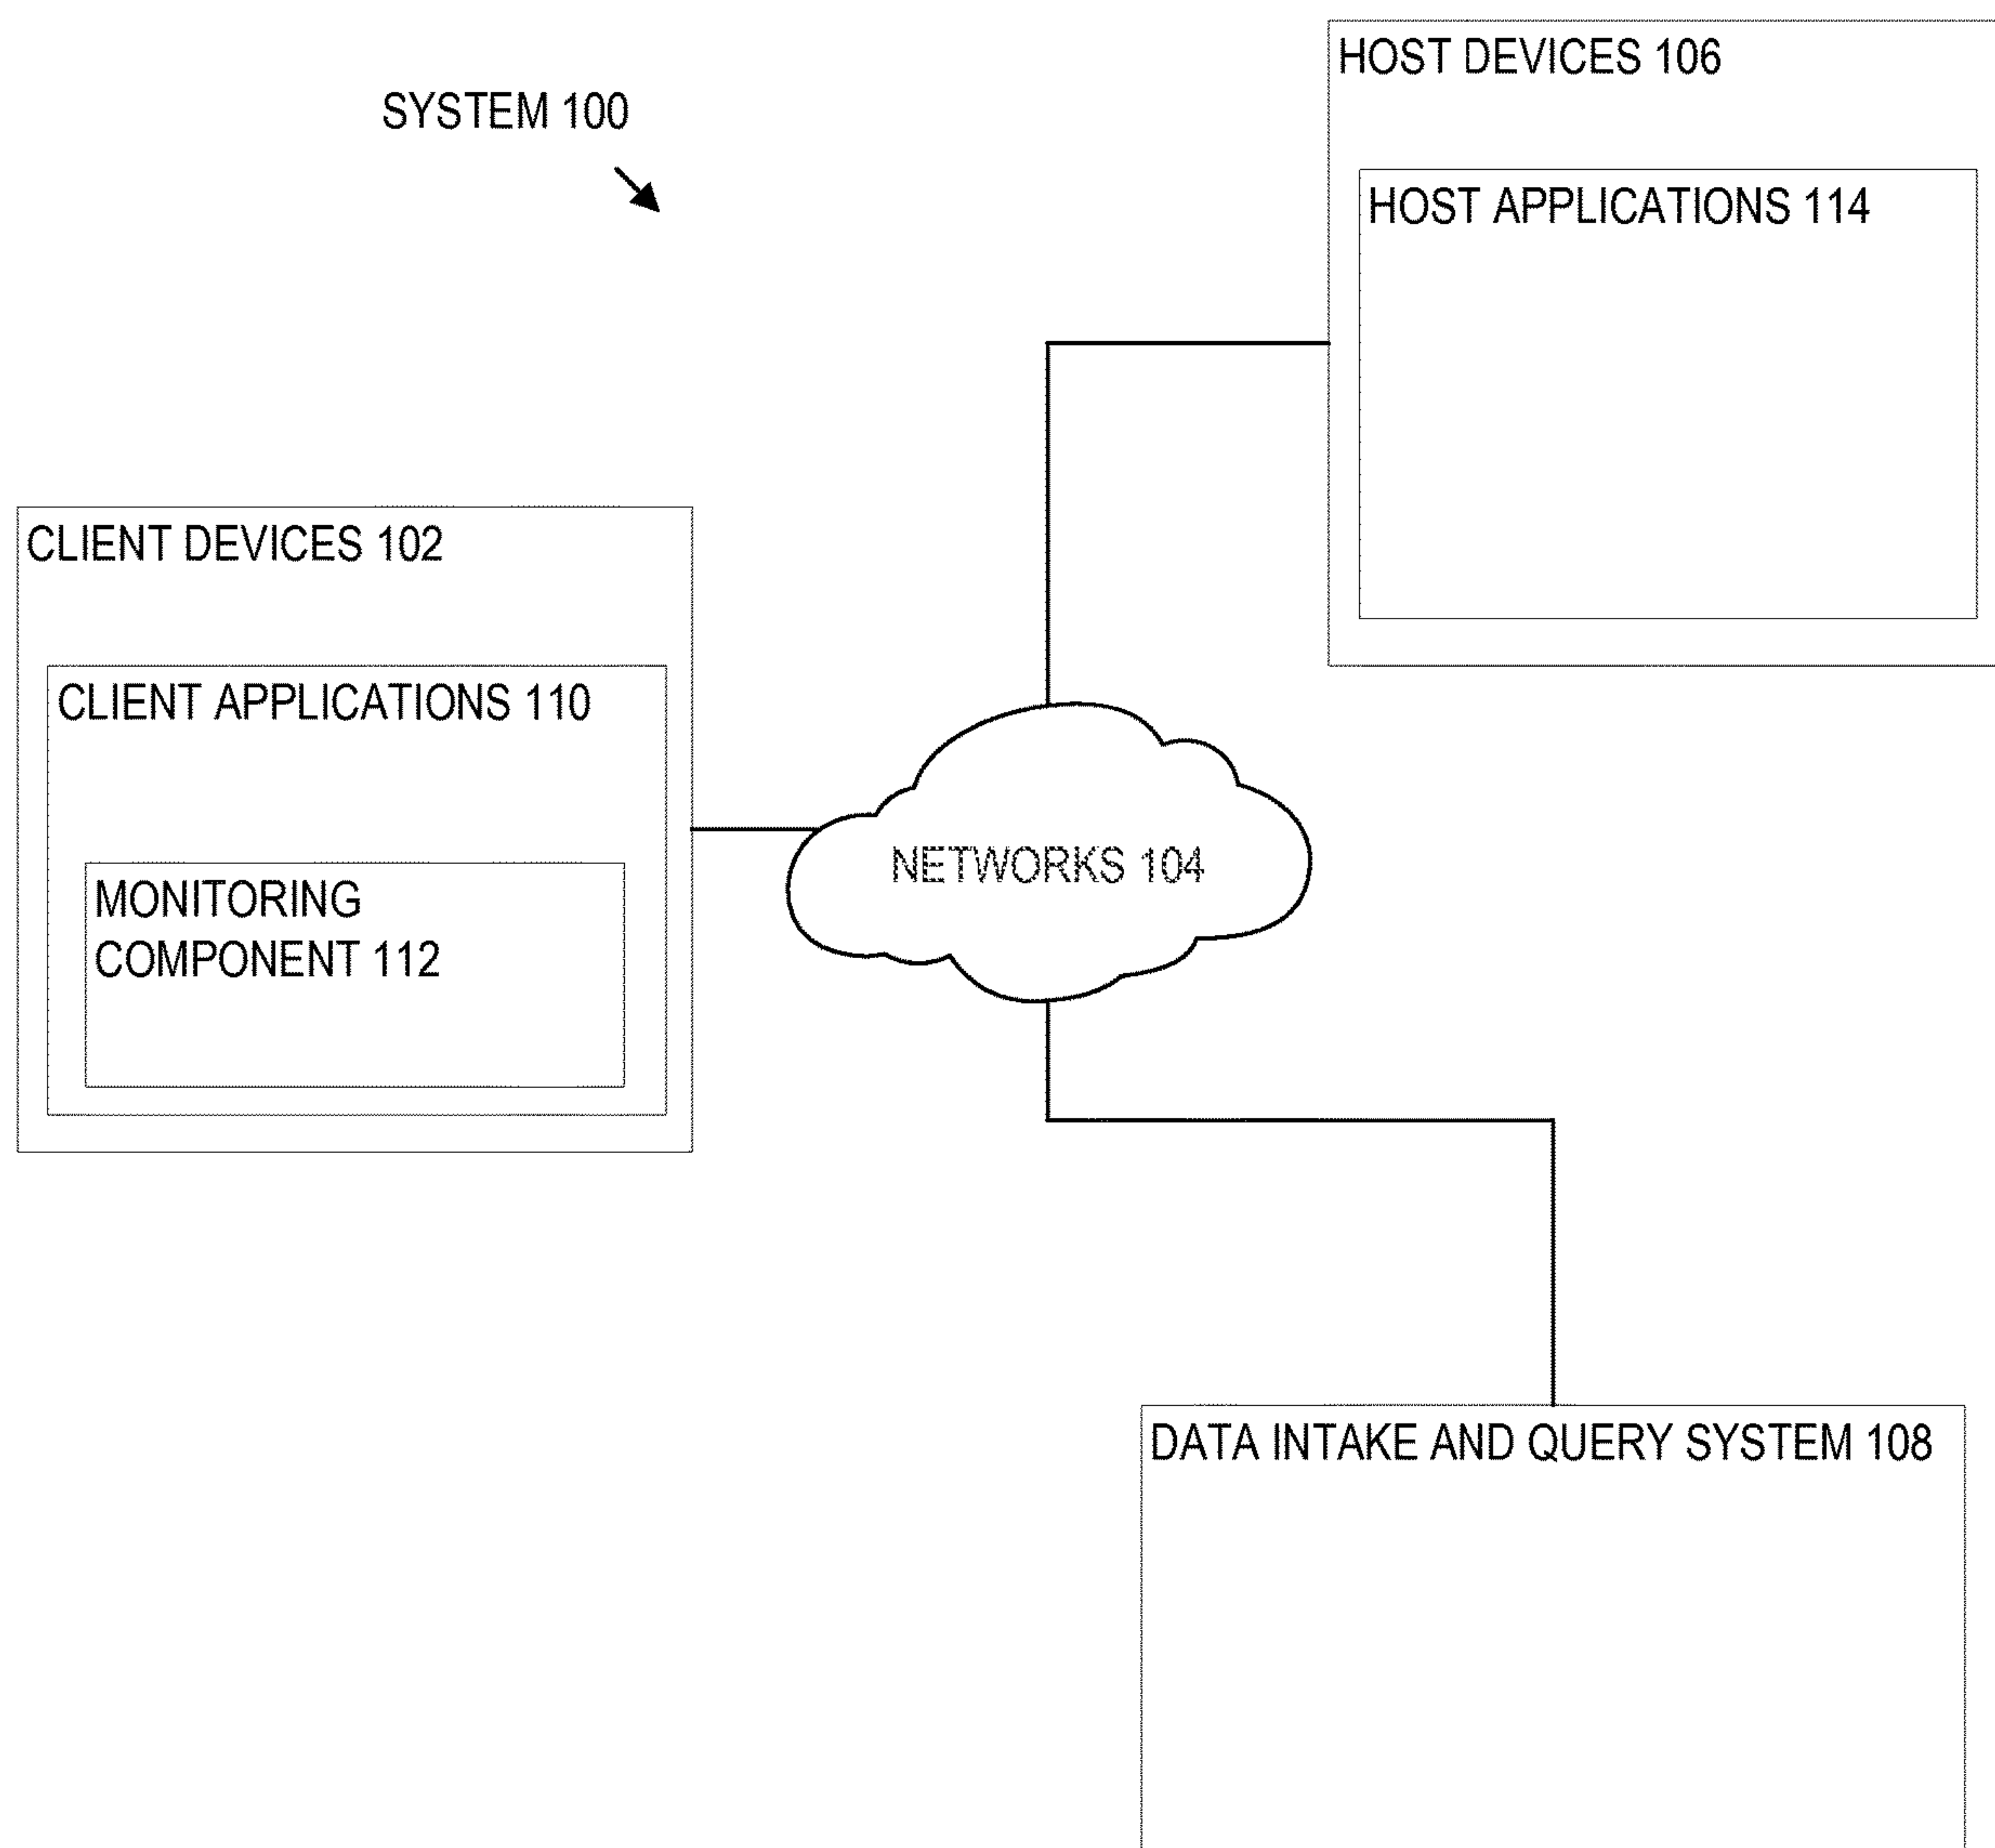 SYSTEM 100
HOST DEVICES 106
HOST APPLICATIONS 114
CLIENT DEVICES 102
CLIENT APPLICATIONS 110
MONITORING
COMPONENT 112
NETWORKS 104
DATA INTAKE AND QUERY SYSTEM 108